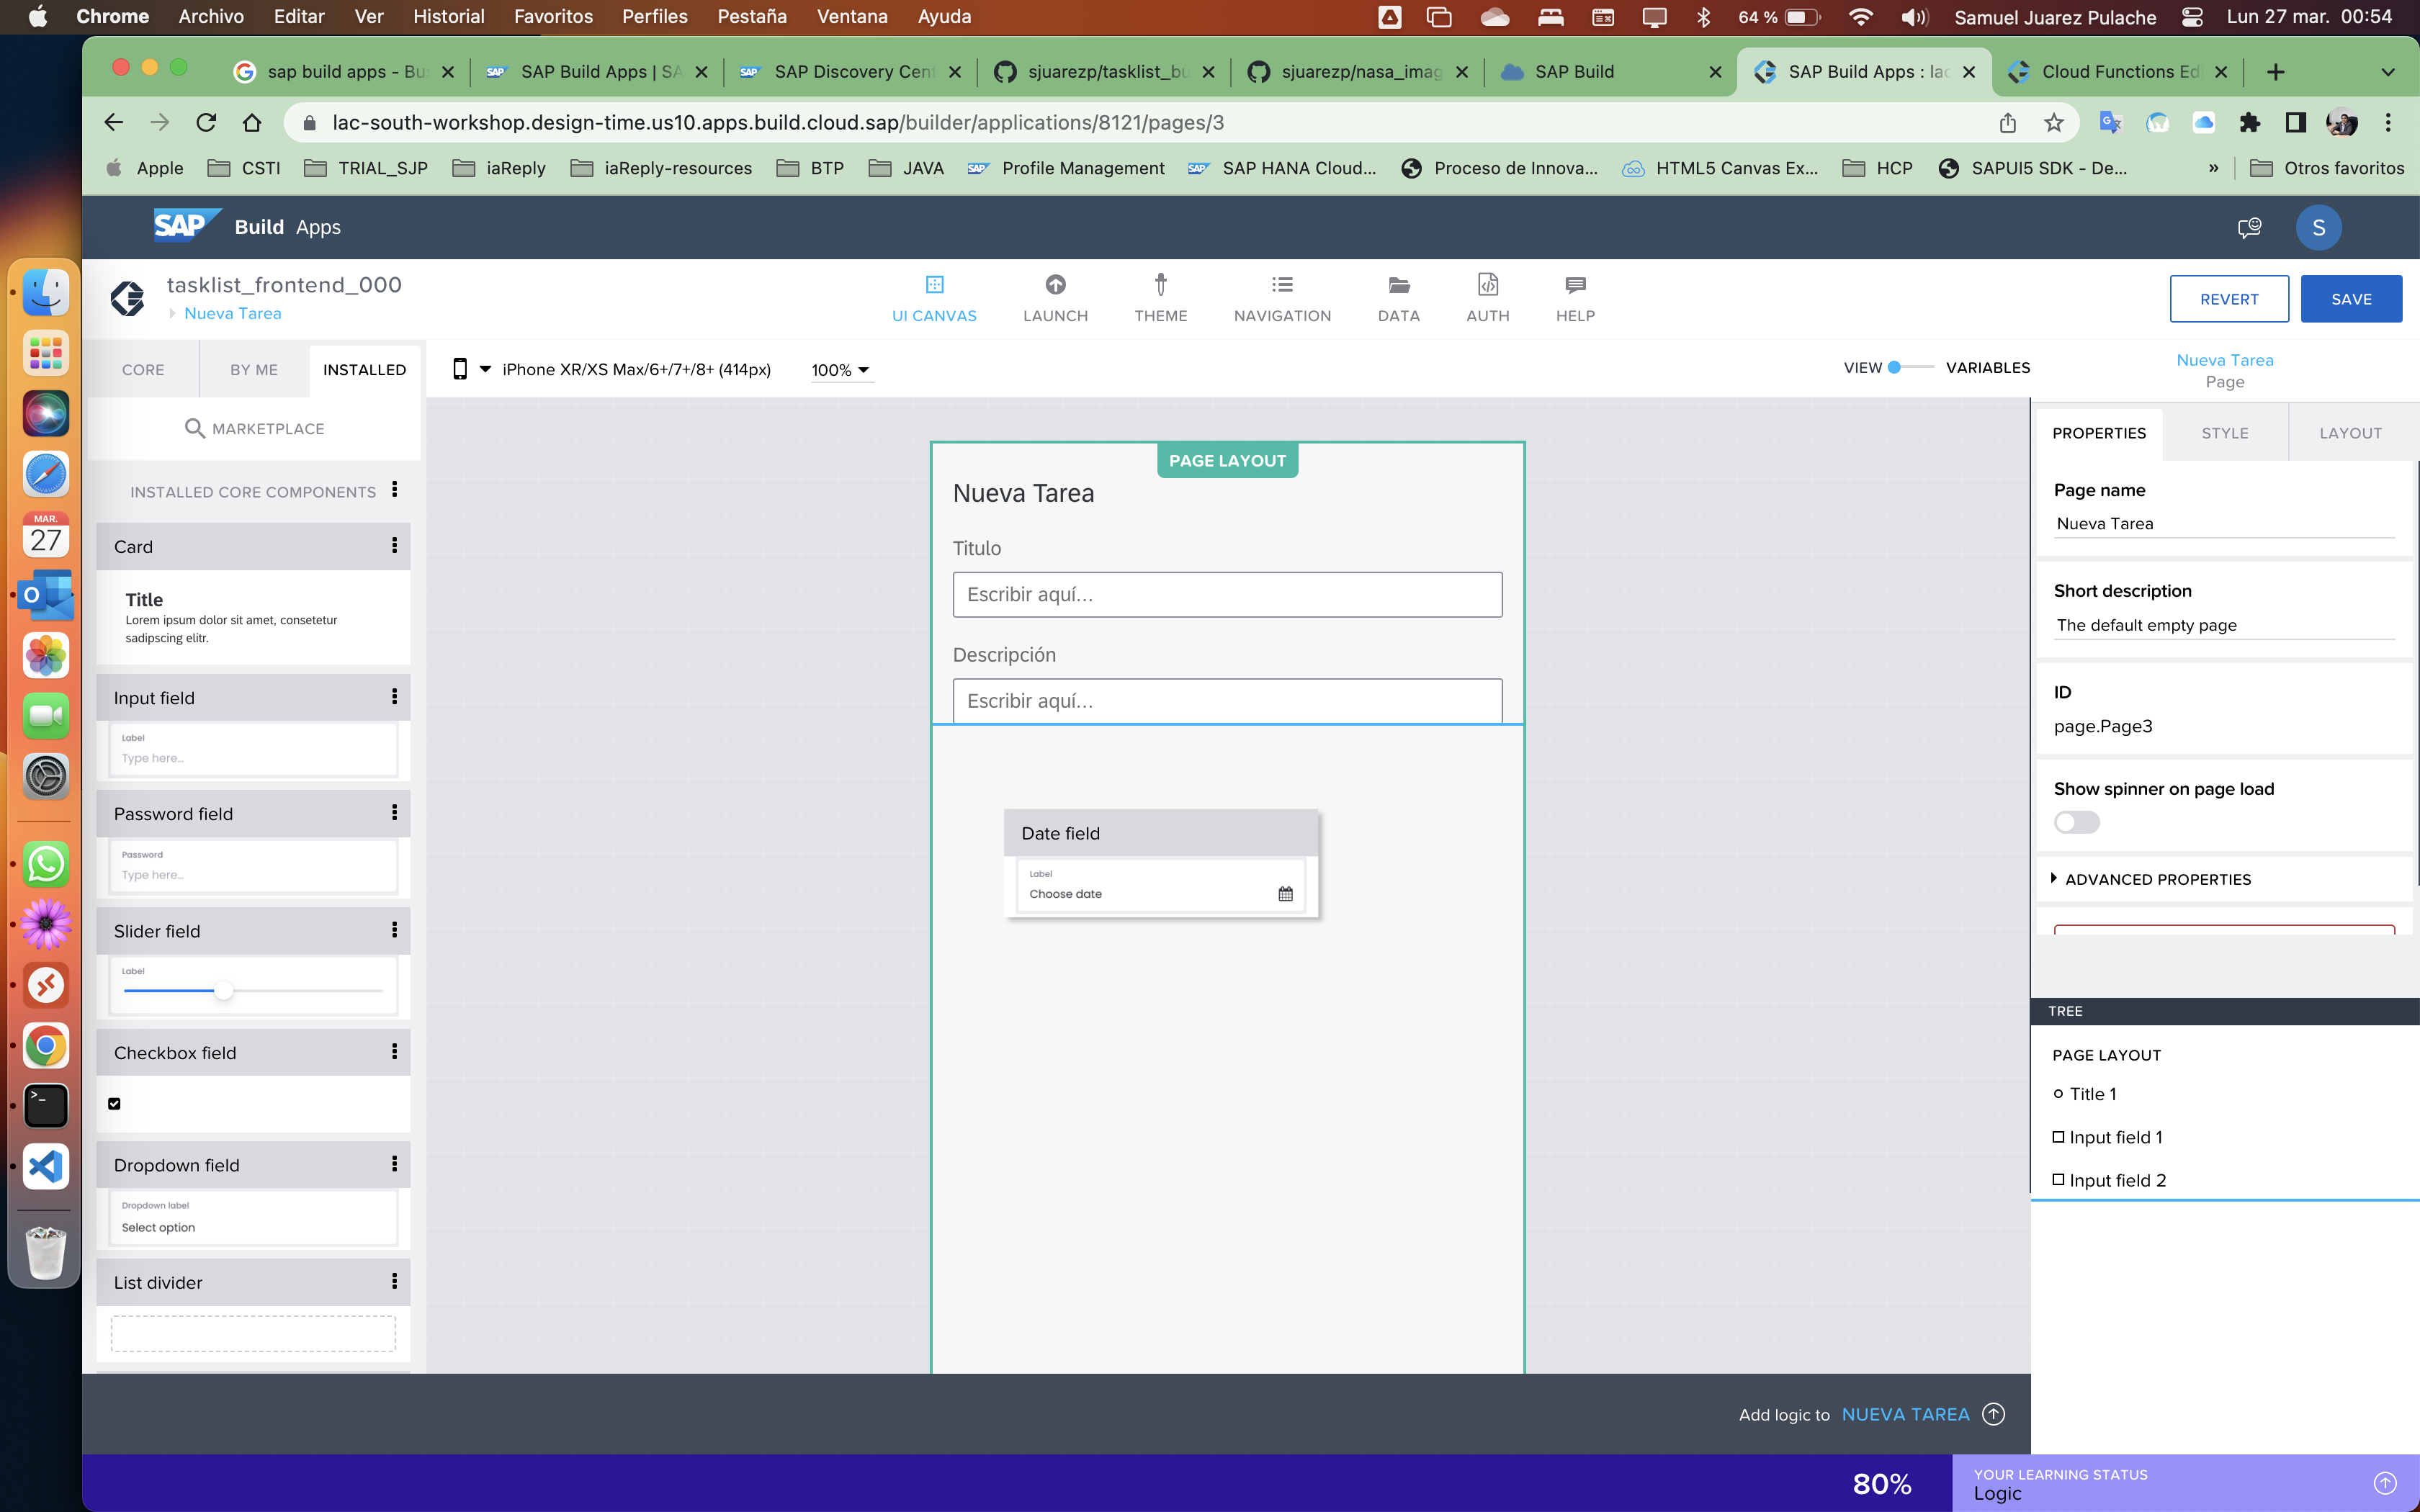 Chrome Archivo Editar Ver Historial Favoritos Perfiles Pestaña Ventana Ayuda
64 % Samuel Juarez Pulache Lun 27 mar. 00:54
sap build apps - Bu SAP Build Apps | SA SAP Discovery Cent sjuarezp/tasklist_bu sjuarezp/nasa_imag SAP Build SAP Build Apps : lac Cloud Functions Ed
lac-south-workshop.design-time.us10.apps.build.cloud.sap/builder/applications/8121/pages/3
Apple CSTI TRIAL_SJP iaReply iaReply-resources BTP JAVA Profile Management SAP HANA Cloud... Proceso de Innova... HTML5 Canvas Ex... HCP SAPUI5 SDK - De... » Otros favoritos
SAP Build Apps S
tasklist_frontend_000
Nueva Tarea
UI CANVAS LAUNCH THEME NAVIGATION DATA AUTH HELP
REVERT SAVE
CORE BY ME INSTALLED
iPhone XR/XS Max/6+/7+/8+ (414px) 100%
VIEW VARIABLES
Nueva Tarea
Page
MARKETPLACE
INSTALLED CORE COMPONENTS
Card
Title
Lorem ipsum dolor sit amet, consetetur
sadipscing elitr.
Input field
Label
Type here...
Password field
Password
Type here...
Slider field
Label
Checkbox field
Dropdown field
Dropdown label
Select option
List divider
PAGE LAYOUT
Nueva Tarea
Titulo
Escribir aquí...
Descripción
Escribir aquí...
Date field
Label
Choose date
PROPERTIES STYLE LAYOUT
Page name
Nueva Tarea
Short description
The default empty page
ID
page.Page3
Show spinner on page load
ADVANCED PROPERTIES
TREE
PAGE LAYOUT
Title 1
Input field 1
Input field 2
Add logic to NUEVA TAREA
80%
YOUR LEARNING STATUS
Logic
MAR.
27